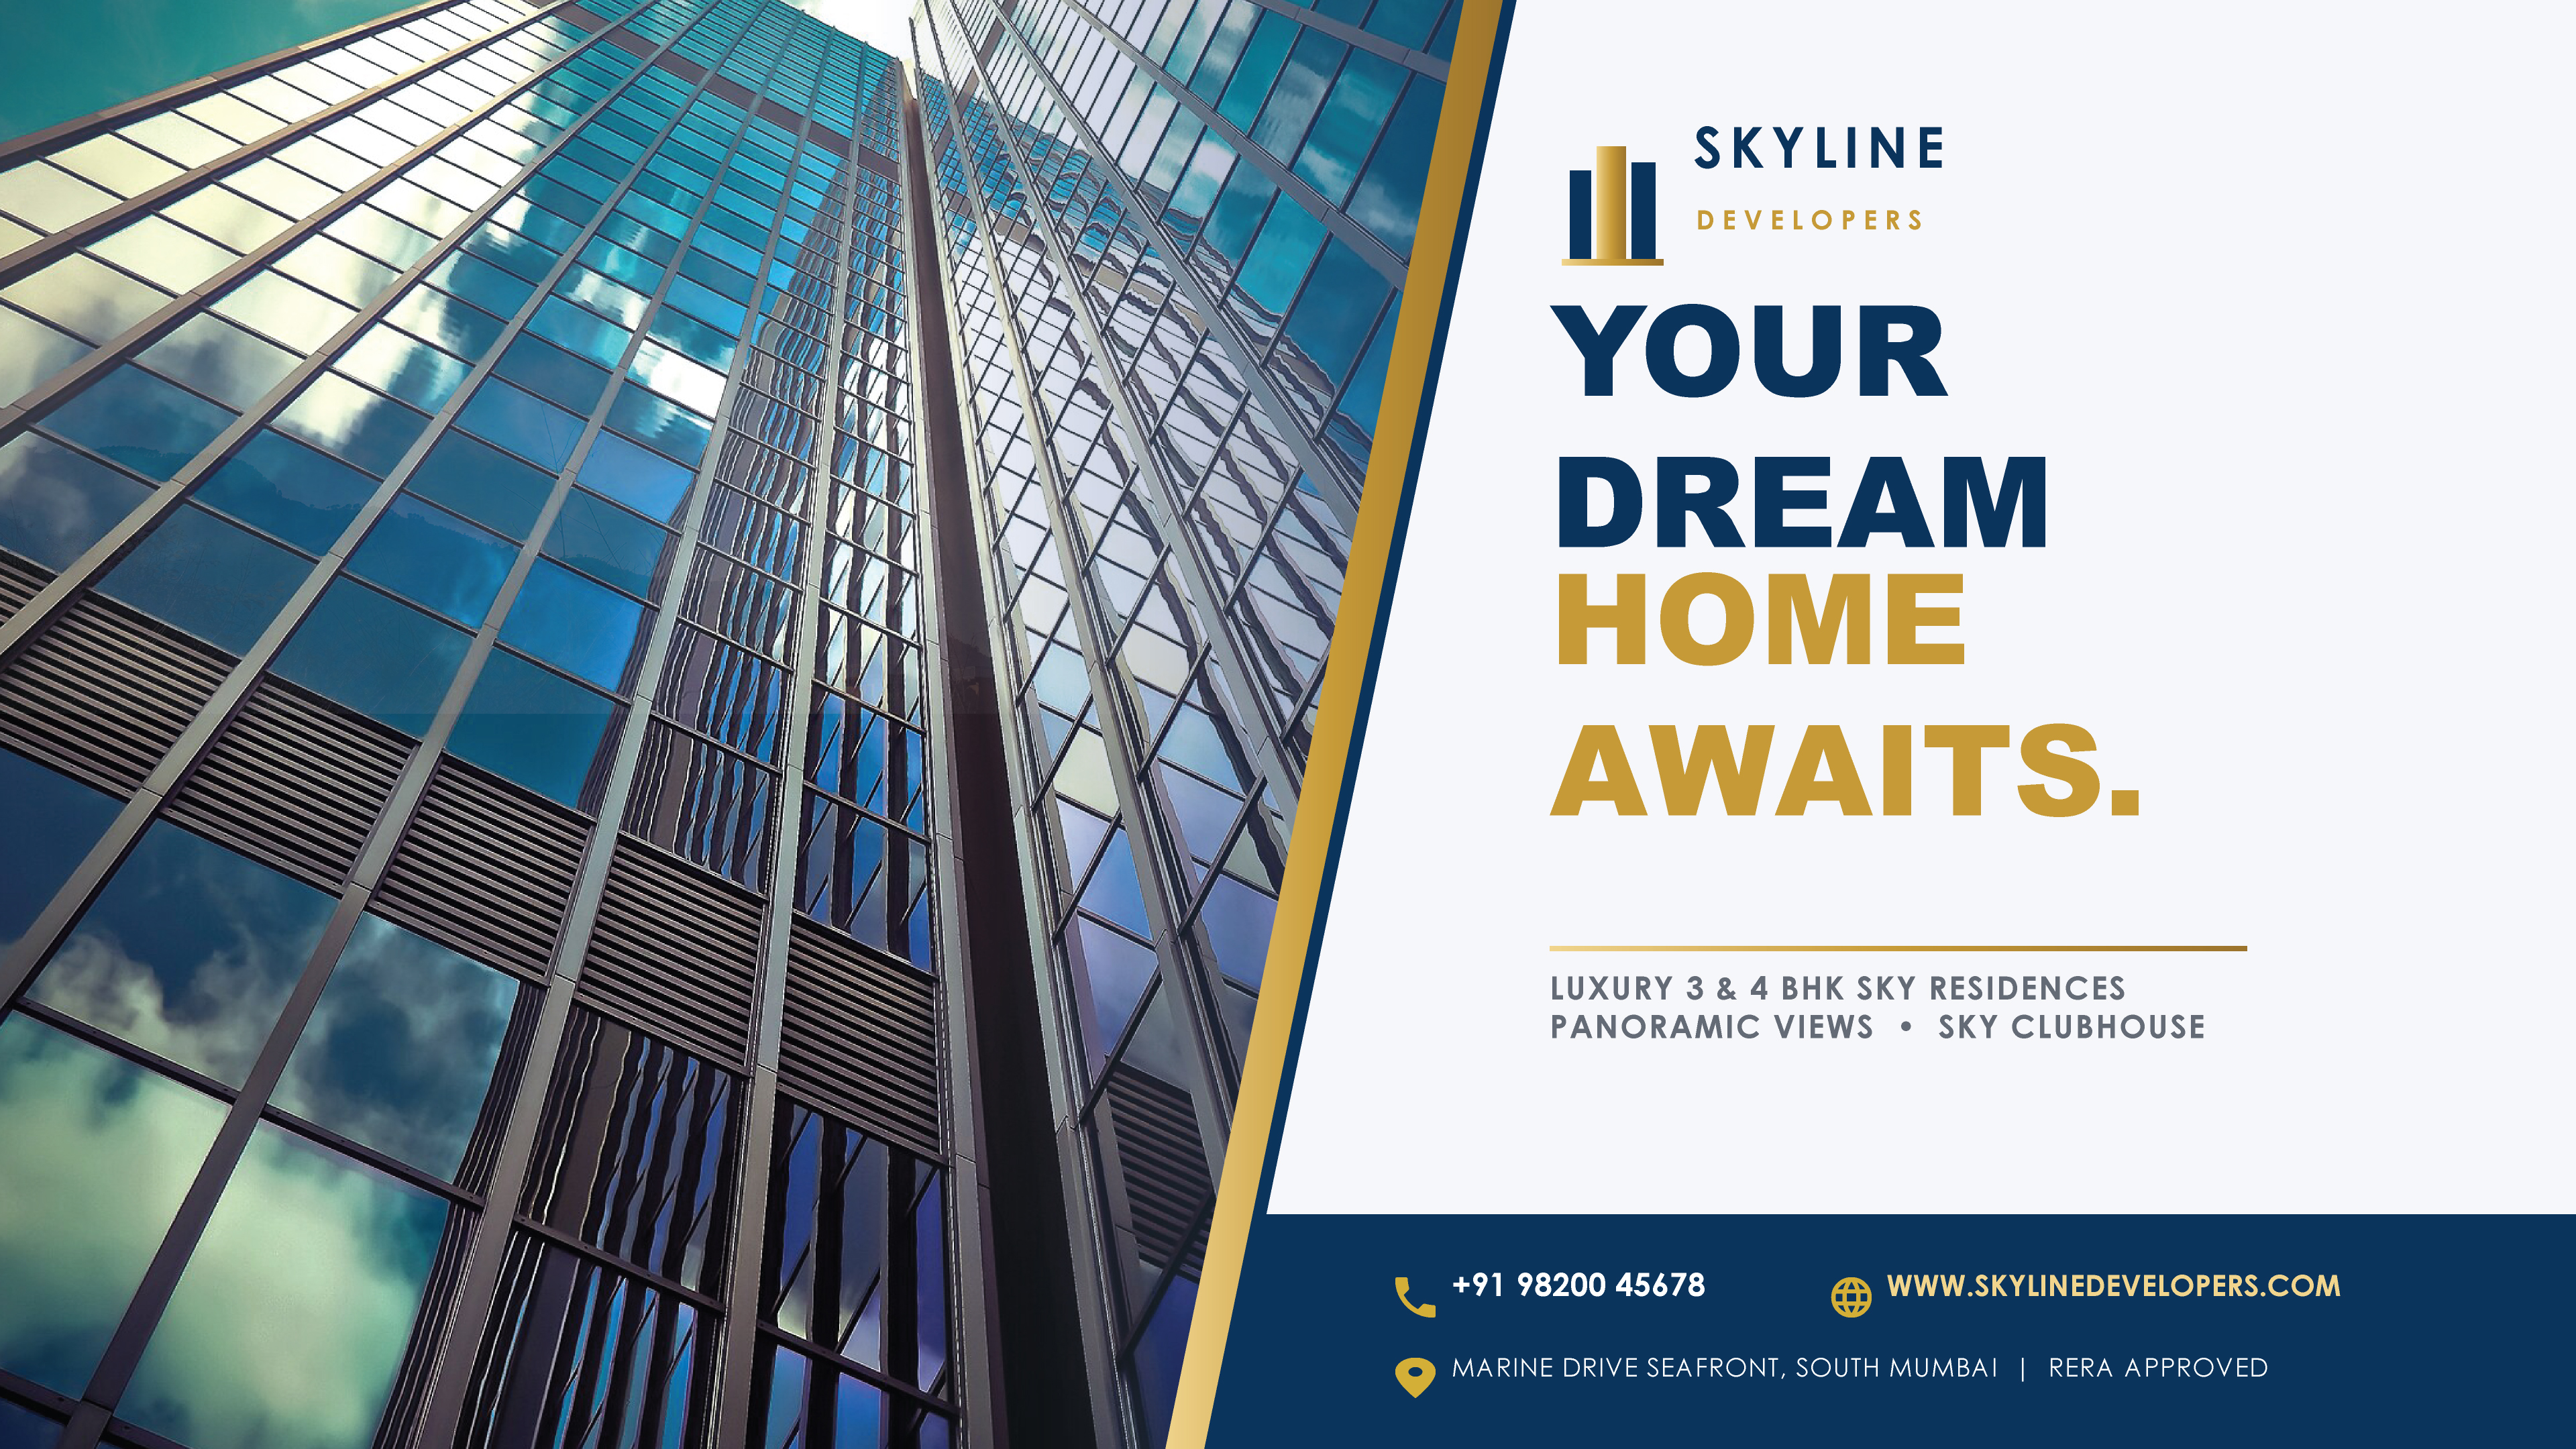 SKYLINE
DEVELOPERS
YOUR
DREAM
HOME
AWAITS.
LUXURY 3 & 4 BHK SKY RESIDENCES
PANORAMIC VIEWS • SKY CLUBHOUSE
+91 98200 45678
WWW.SKYLINEDEVELOPERS.COM
MARINE DRIVE SEAFRONT, SOUTH MUMBAI | RERA APPROVED